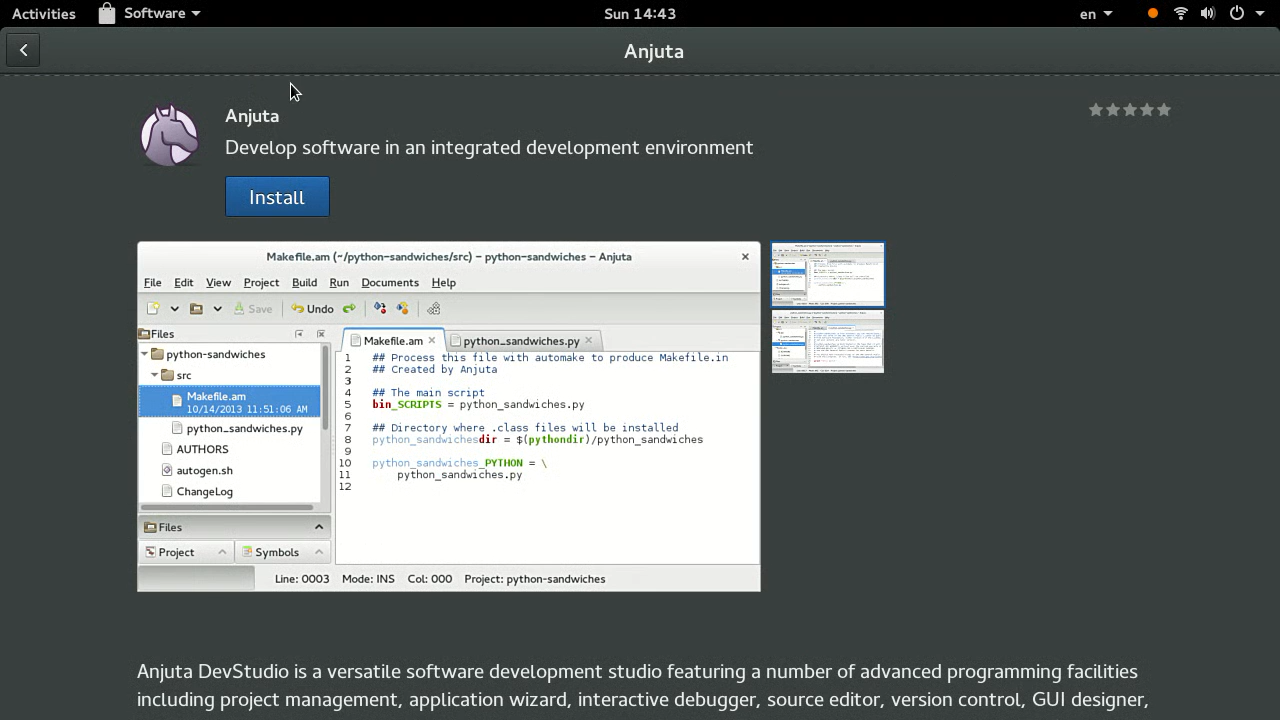 Activities Software Sun 14:43 en
Anjuta
Anjuta
Develop software in an integrated development environment
Install
Makefile.am (~/python-sandwiches/src) – python-sandwiches – Anjuta
File Edit View Project Build Run Documents Help
Save Undo
Files
ython-sandwiches
src
Makefile.am
10/14/2013 11:51:06 AM
python_sandwiches.py
AUTHORS
autogen.sh
ChangeLog
Files
Project Symbols
Makefile.am python_sandwiches.py
1 ## Process this file with automake to produce Makefile.in
2 ## Created by Anjuta
3
4 ## The main script
5 bin_SCRIPTS = python_sandwiches.py
6
7 ## Directory where .class files will be installed
8 python_sandwichesdir = $(pythondir)/python_sandwiches
9
10 python_sandwiches_PYTHON = \
11 python_sandwiches.py
12
Line: 0003 Mode: INS Col: 000 Project: python-sandwiches
Anjuta DevStudio is a versatile software development studio featuring a number of advanced programming facilities
including project management, application wizard, interactive debugger, source editor, version control, GUI designer,